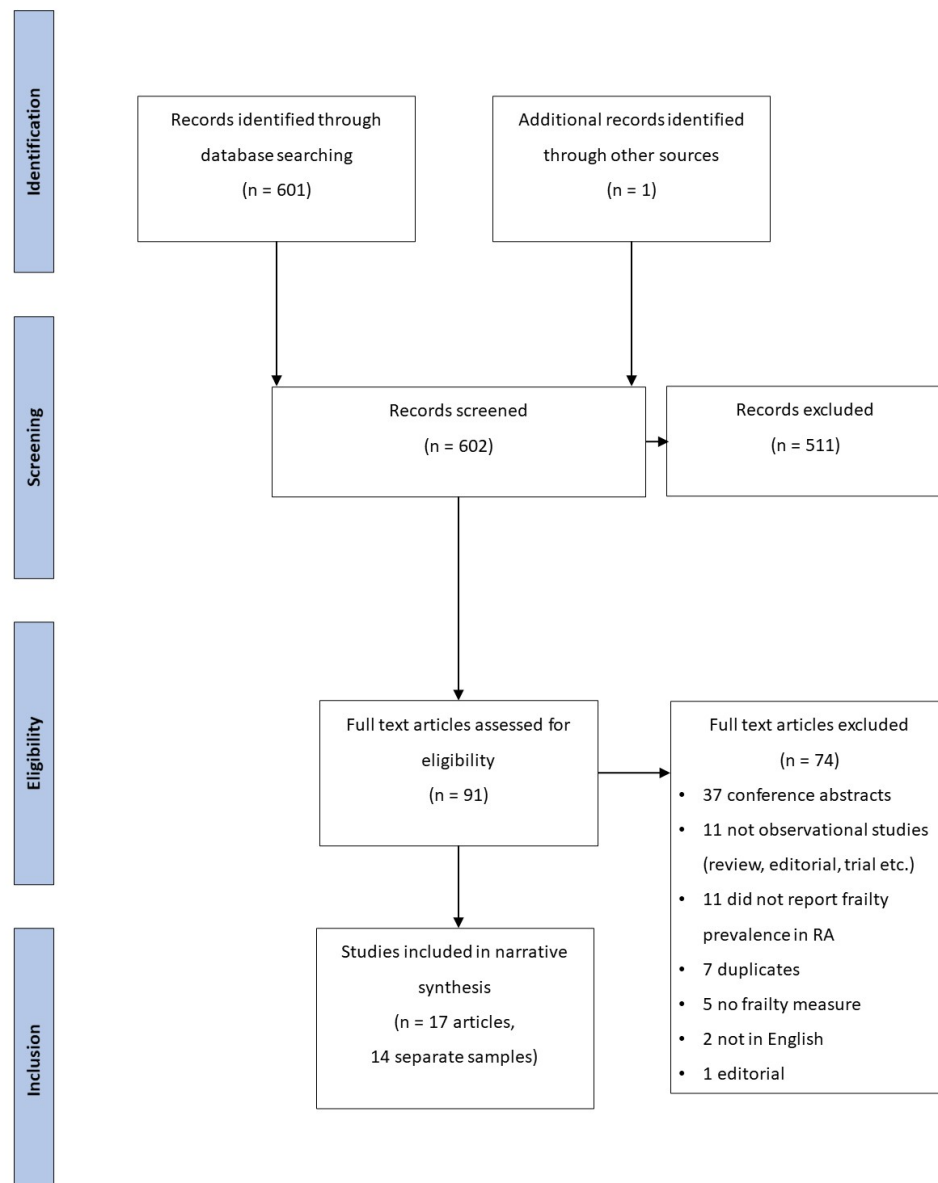 Identification
Records identified through
database searching
(n = 601)
Additional records identified
through other sources
(n = 1)
Screening
Records screened
(n = 602)
Records excluded
(n = 511)
Eligibility
Full text articles assessed for
eligibility
(n = 91)
Full text articles excluded
(n = 74)
• 37 conference abstracts
• 11 not observational studies
(review, editorial, trial etc.)
• 11 did not report frailty
prevalence in RA
• 7 duplicates
• 5 no frailty measure
• 2 not in English
• 1 editorial
Inclusion
Studies included in narrative
synthesis
(n = 17 articles,
14 separate samples)